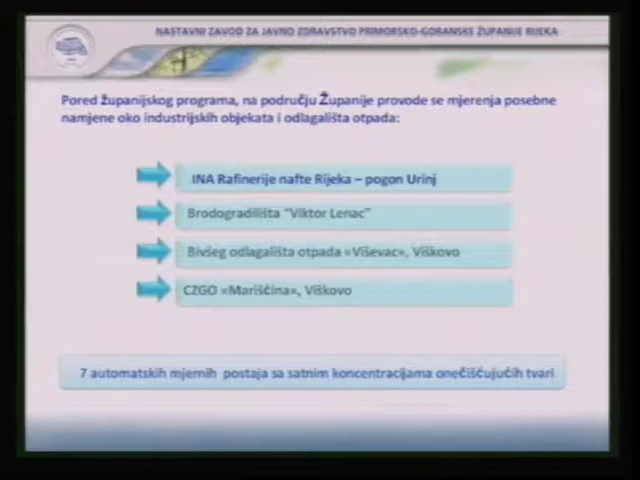 NASTAVNI ZAVOD ZA JAVNO ZDRAVSTVO PRIMORSKO-GORANSKE ŽUPANIJE RIJEKA
Pored županijskog programa, na području Županije provode se mjerenja posebne
namjene oko industrijskih objekata i odlagališta otpada:
INA Rafinerije nafte Rijeka – pogon Urinj
Brodogradilišta "Viktor Lenac"
Bivšeg odlagališta otpada «Viševac», Viškovo
CZGO «Marišćina», Viškovo
7 automatskih mjernih postaja sa satnim koncentracijama onečišćujućih tvari